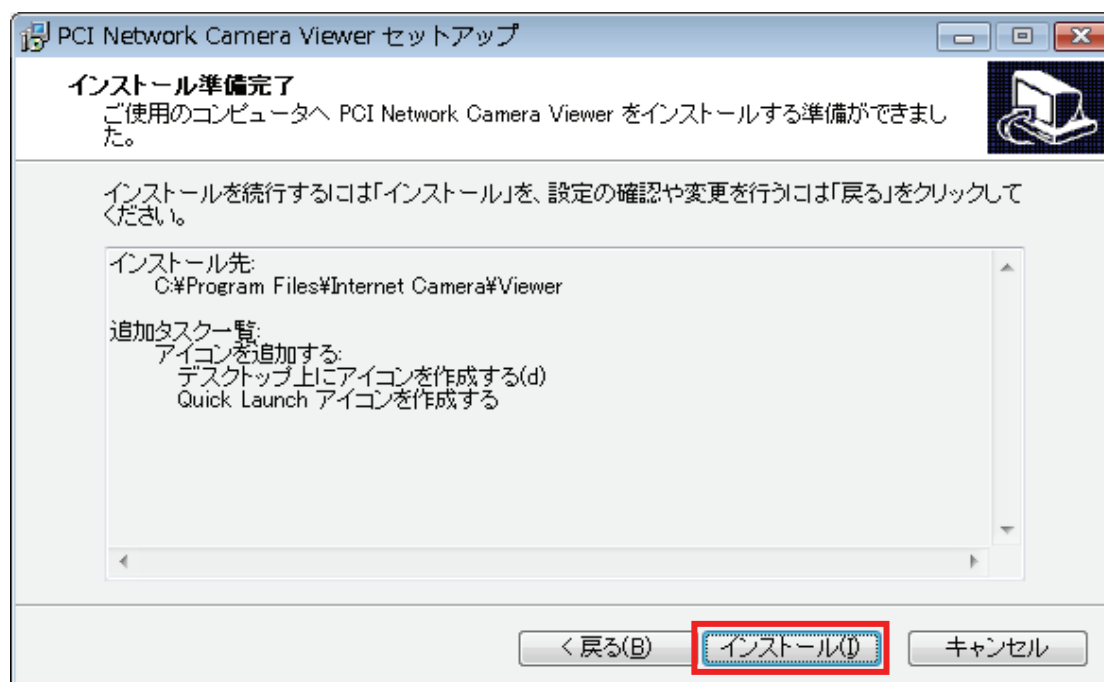 PCI Network Camera Viewer セットアップ
インストール準備完了
ご使用のコンピュータへ PCI Network Camera Viewer をインストールする準備ができまし
た。
インストールを続行するには「インストール」を、設定の確認や変更を行うには「戻る」をクリックして
ください。
インストール先:
C:¥Program Files¥Internet Camera¥Viewer
追加タスク一覧:
アイコンを追加する:
デスクトップ上にアイコンを作成する(d)
Quick Launch アイコンを作成する
< 戻る(B)
インストール(I)
キャンセル